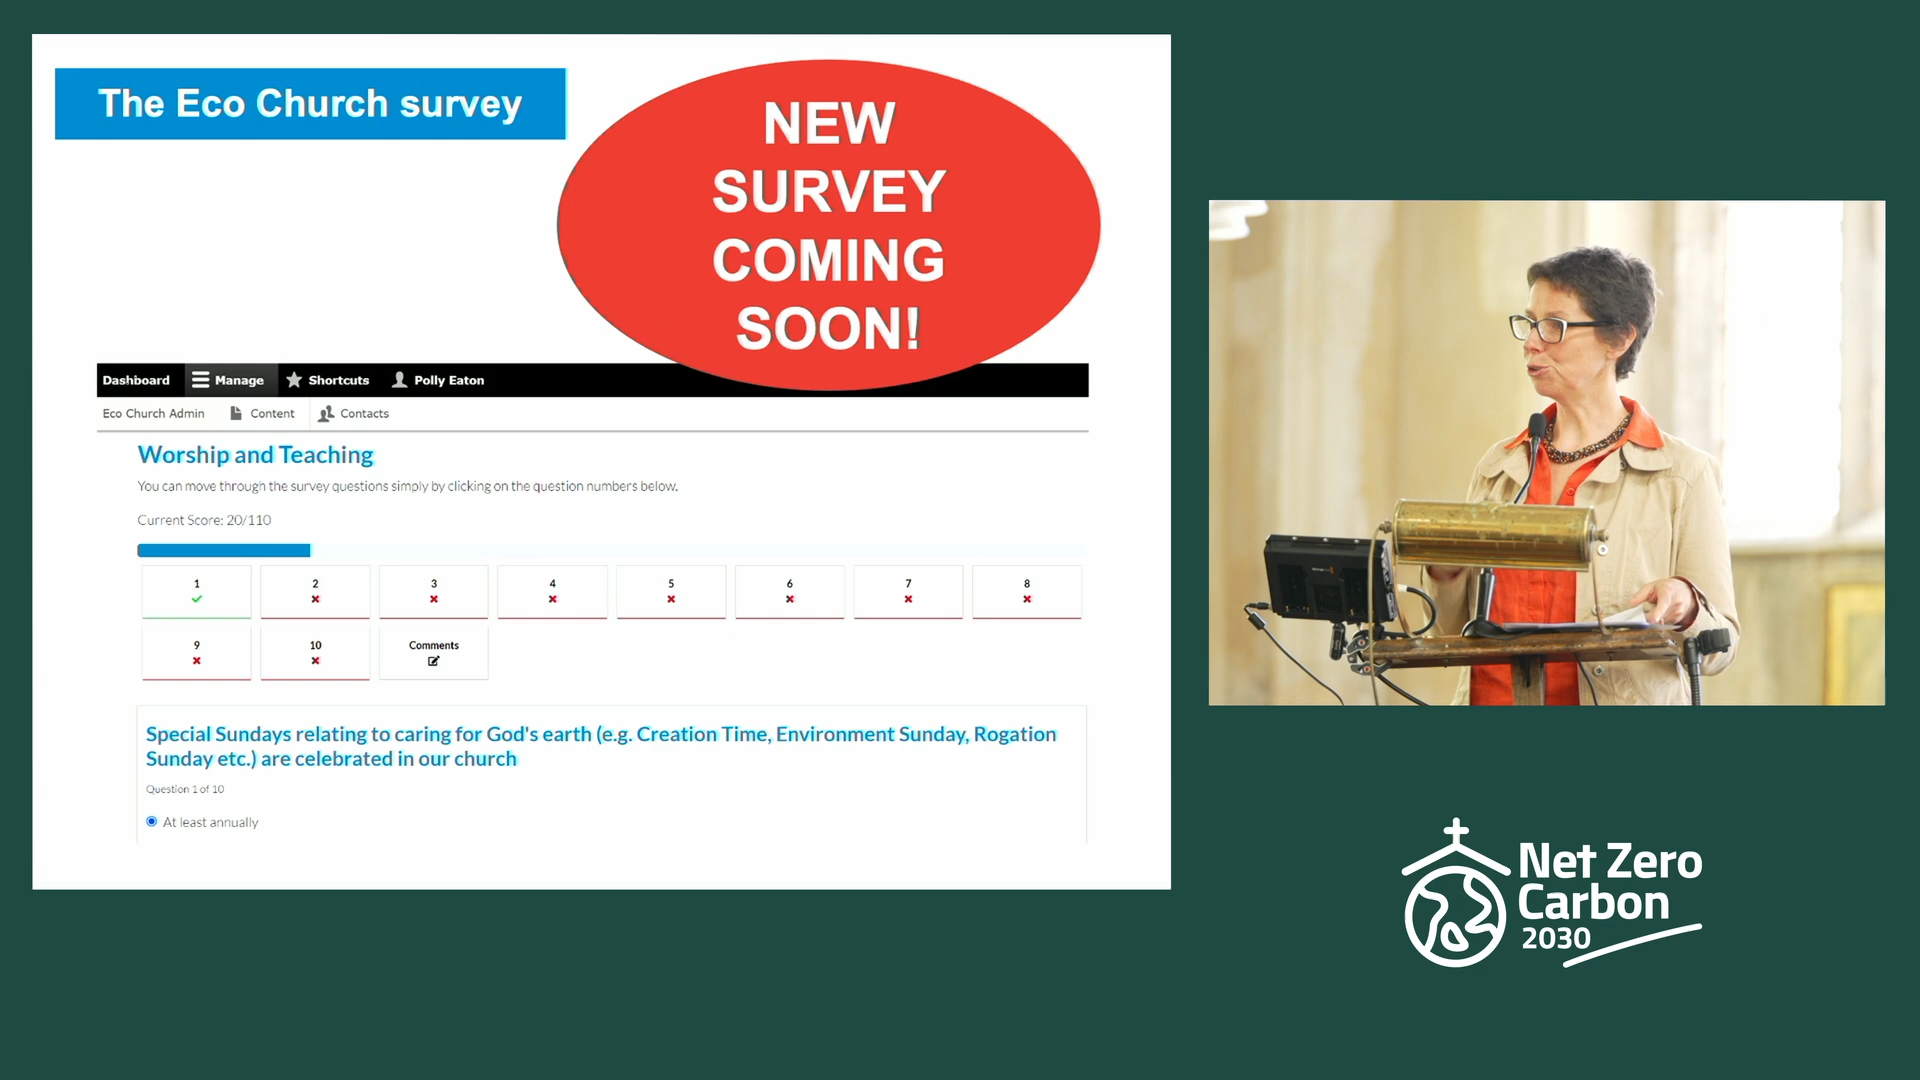 The Eco Church survey
NEW
SURVEY
COMING
SOON!
Dashboard Manage Shortcuts Polly Eaton
Eco Church Admin Content Contacts
Worship and Teaching
You can move through the survey questions simply by clicking on the question numbers below.
Current Score: 20/110
1 2 3 4 5 6 7 8
9 10 Comments
Special Sundays relating to caring for God's earth (e.g. Creation Time, Environment Sunday, Rogation
Sunday etc.) are celebrated in our church
Question 1 of 10
At least annually
Net Zero
Carbon
2030